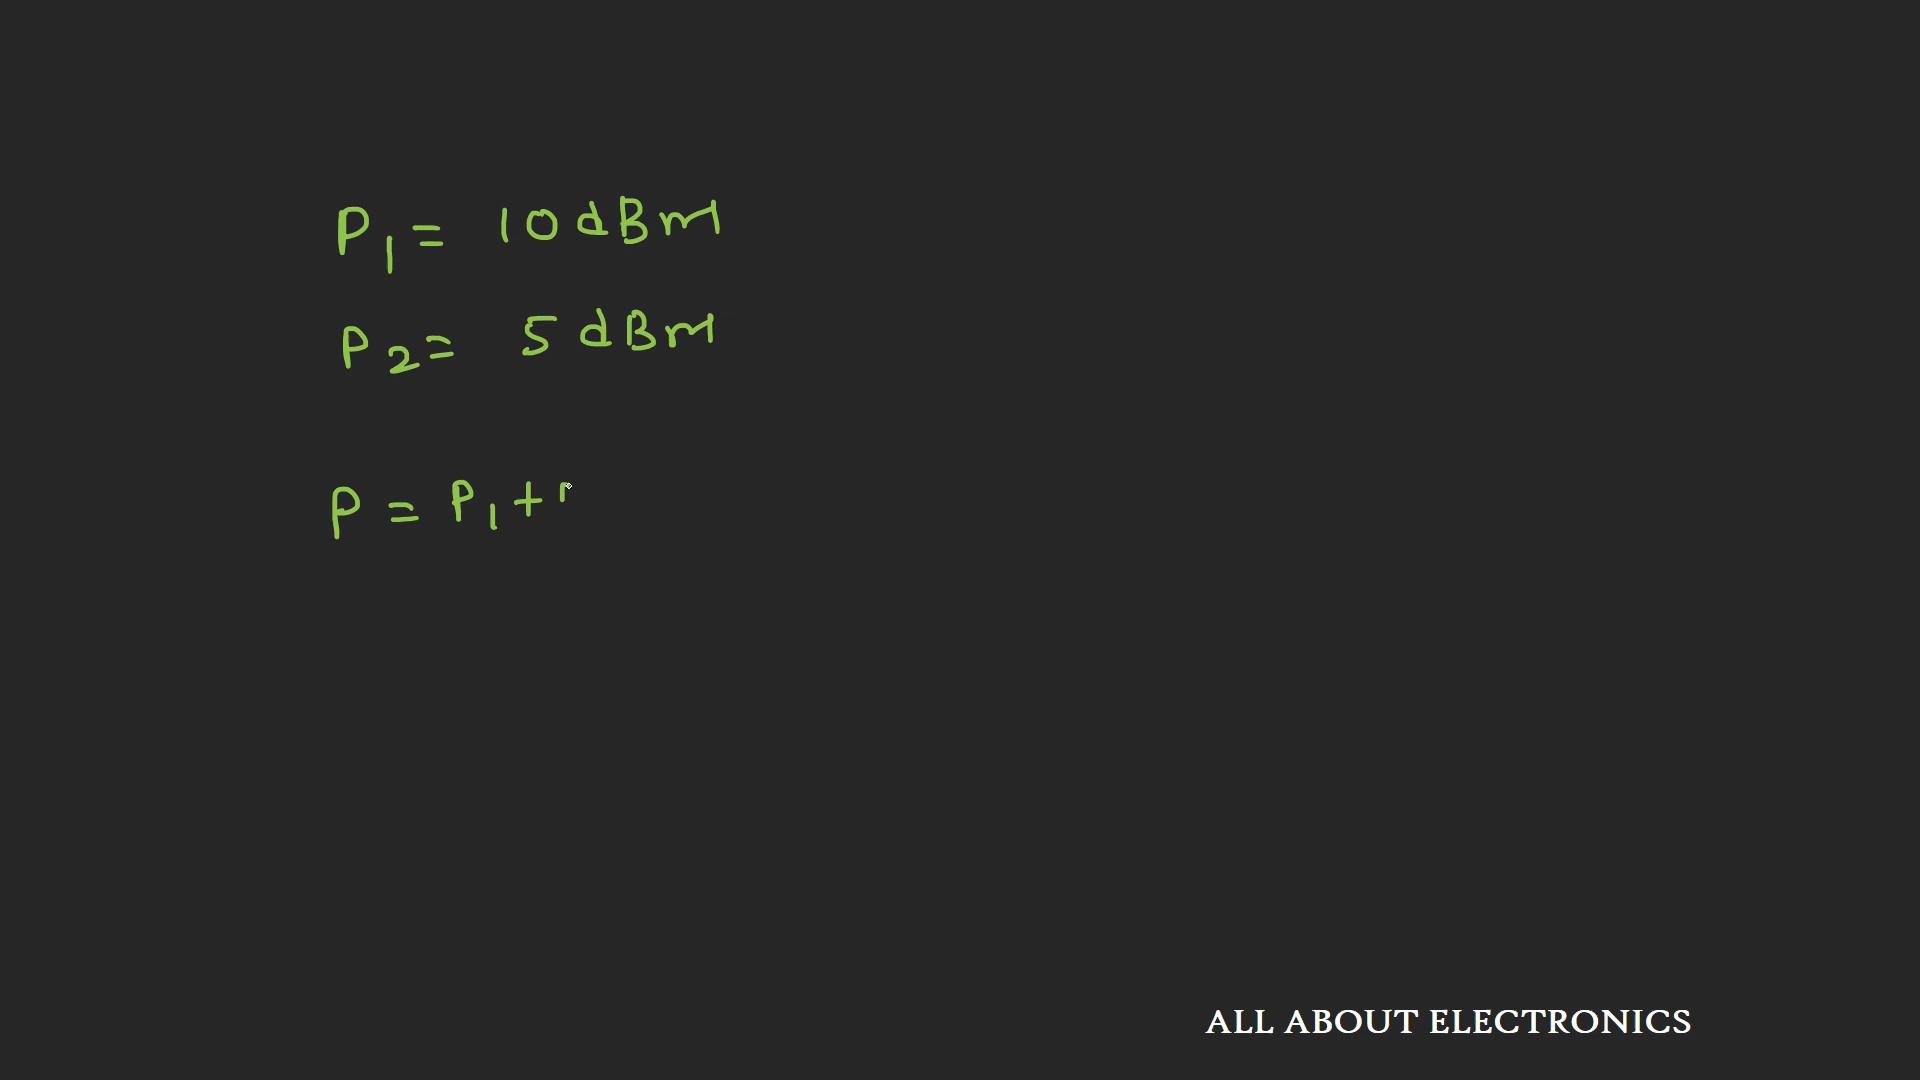 P1 = 10 dBm
P2 = 5 dBm
P = P1 +
ALL ABOUT ELECTRONICS